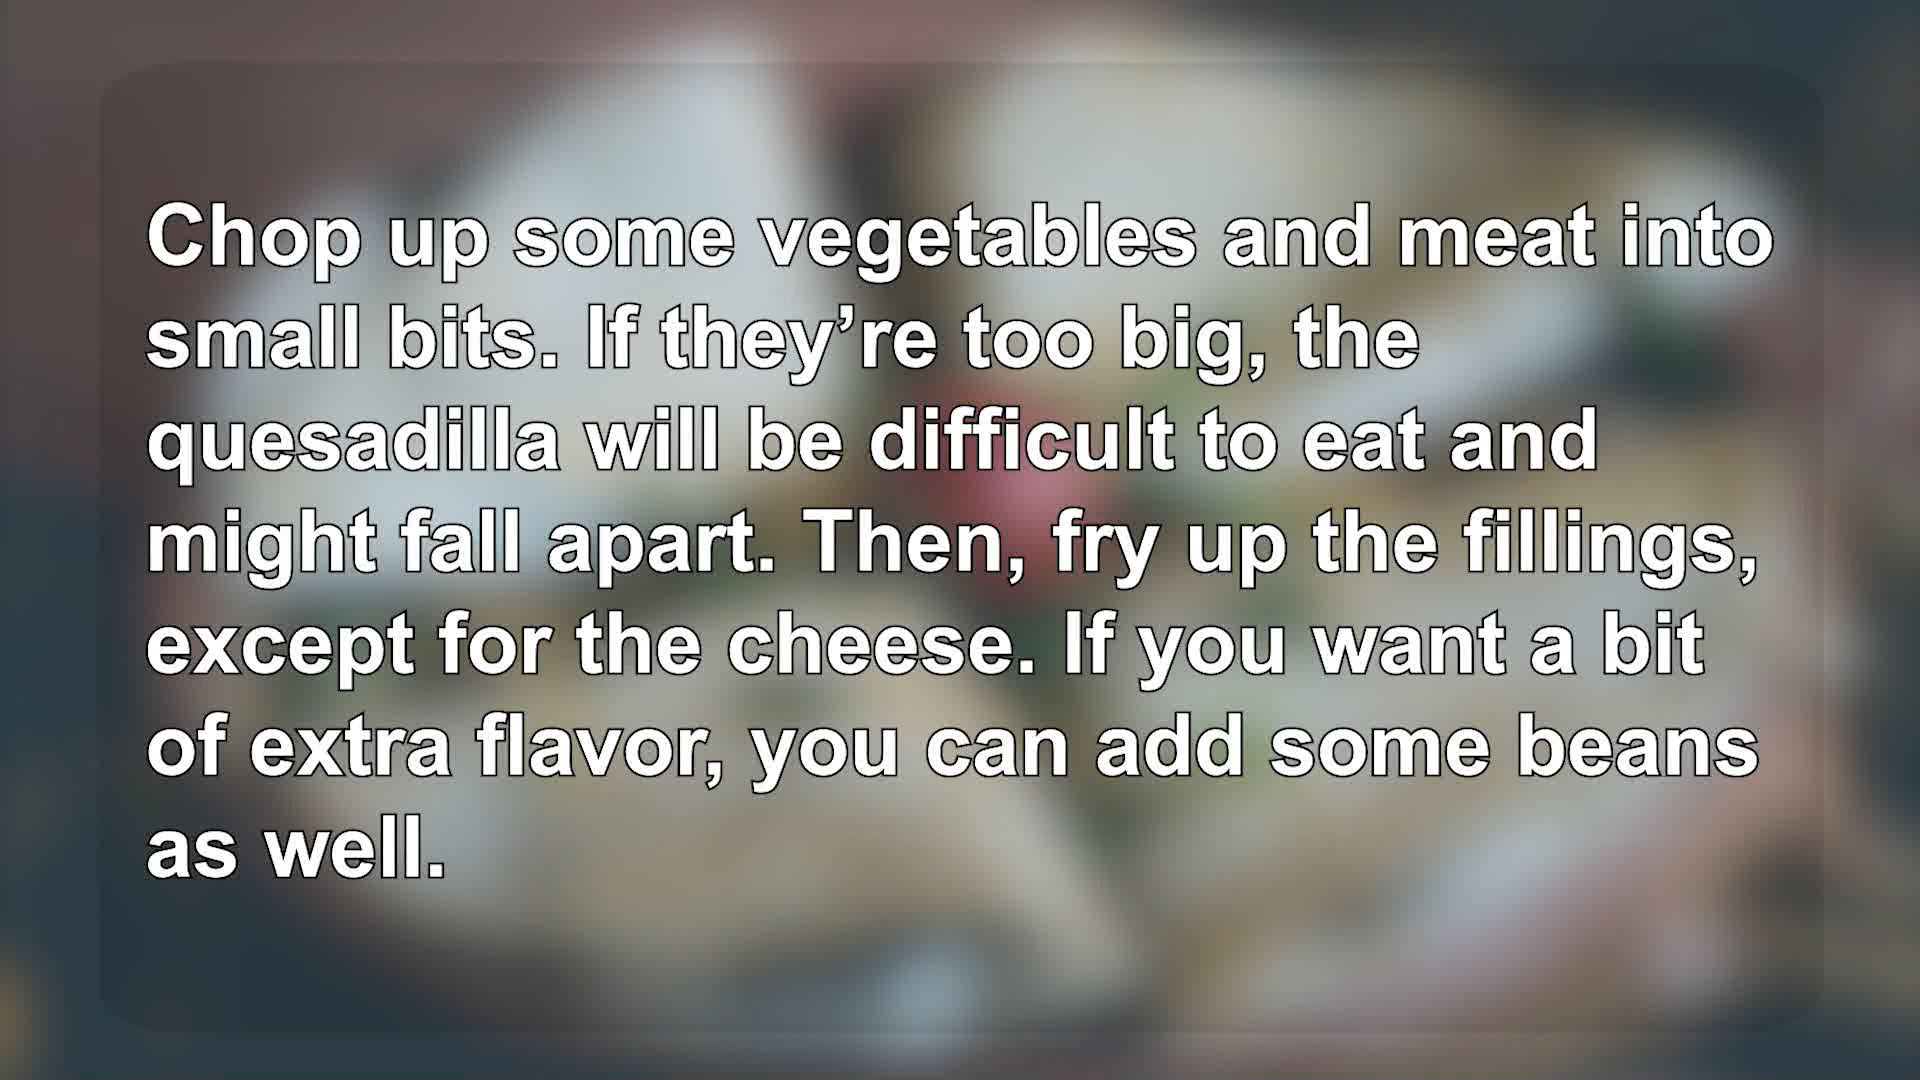 Chop up some vegetables and meat into
small bits. If they’re too big, the
quesadilla will be difficult to eat and
might fall apart. Then, fry up the fillings,
except for the cheese. If you want a bit
of extra flavor, you can add some beans
as well.